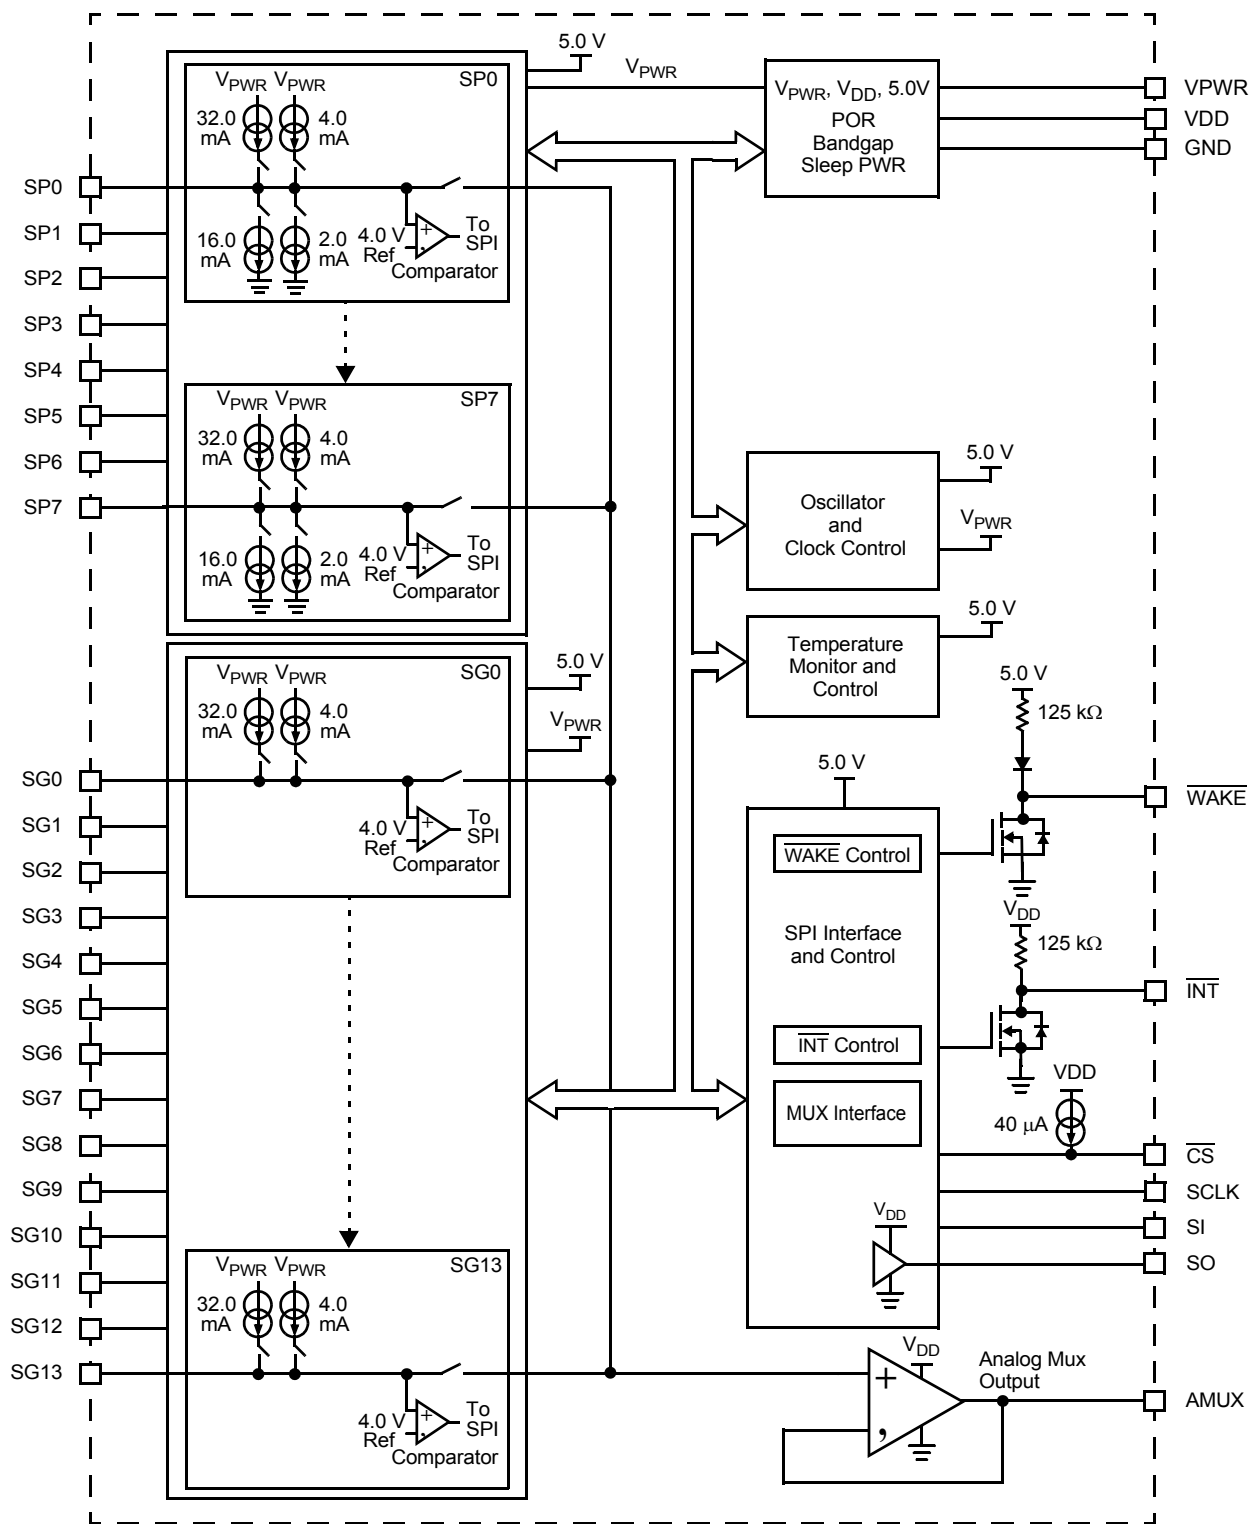 5.0 V
VPWR
SP0
VPWR VPWR
32.0 mA
4.0 mA
16.0 mA
2.0 mA
4.0 V Ref
+
,
To SPI
Comparator
SP7
VPWR VPWR
32.0 mA
4.0 mA
16.0 mA
2.0 mA
4.0 V Ref
+
,
To SPI
Comparator
SP0
SP1
SP2
SP3
SP4
SP5
SP6
SP7
5.0 V
VPWR
SG0
VPWR VPWR
32.0 mA
4.0 mA
4.0 V Ref
+
,
To SPI
Comparator
SG13
VPWR VPWR
32.0 mA
4.0 mA
4.0 V Ref
+
,
To SPI
Comparator
SG0
SG1
SG2
SG3
SG4
SG5
SG6
SG7
SG8
SG9
SG10
SG11
SG12
SG13
VPWR, VDD, 5.0V
POR
Bandgap
Sleep PWR
VPWR
VDD
GND
Oscillator
and
Clock Control
5.0 V
VPWR
Temperature
Monitor and
Control
5.0 V
5.0 V
WAKE Control
SPI Interface
and Control
INT Control
MUX Interface
VDD
5.0 V
125 kΩ
WAKE
VDD
125 kΩ
INT
VDD
40 μA
CS
SCLK
SI
SO
VDD
+
,
Analog Mux
Output
AMUX